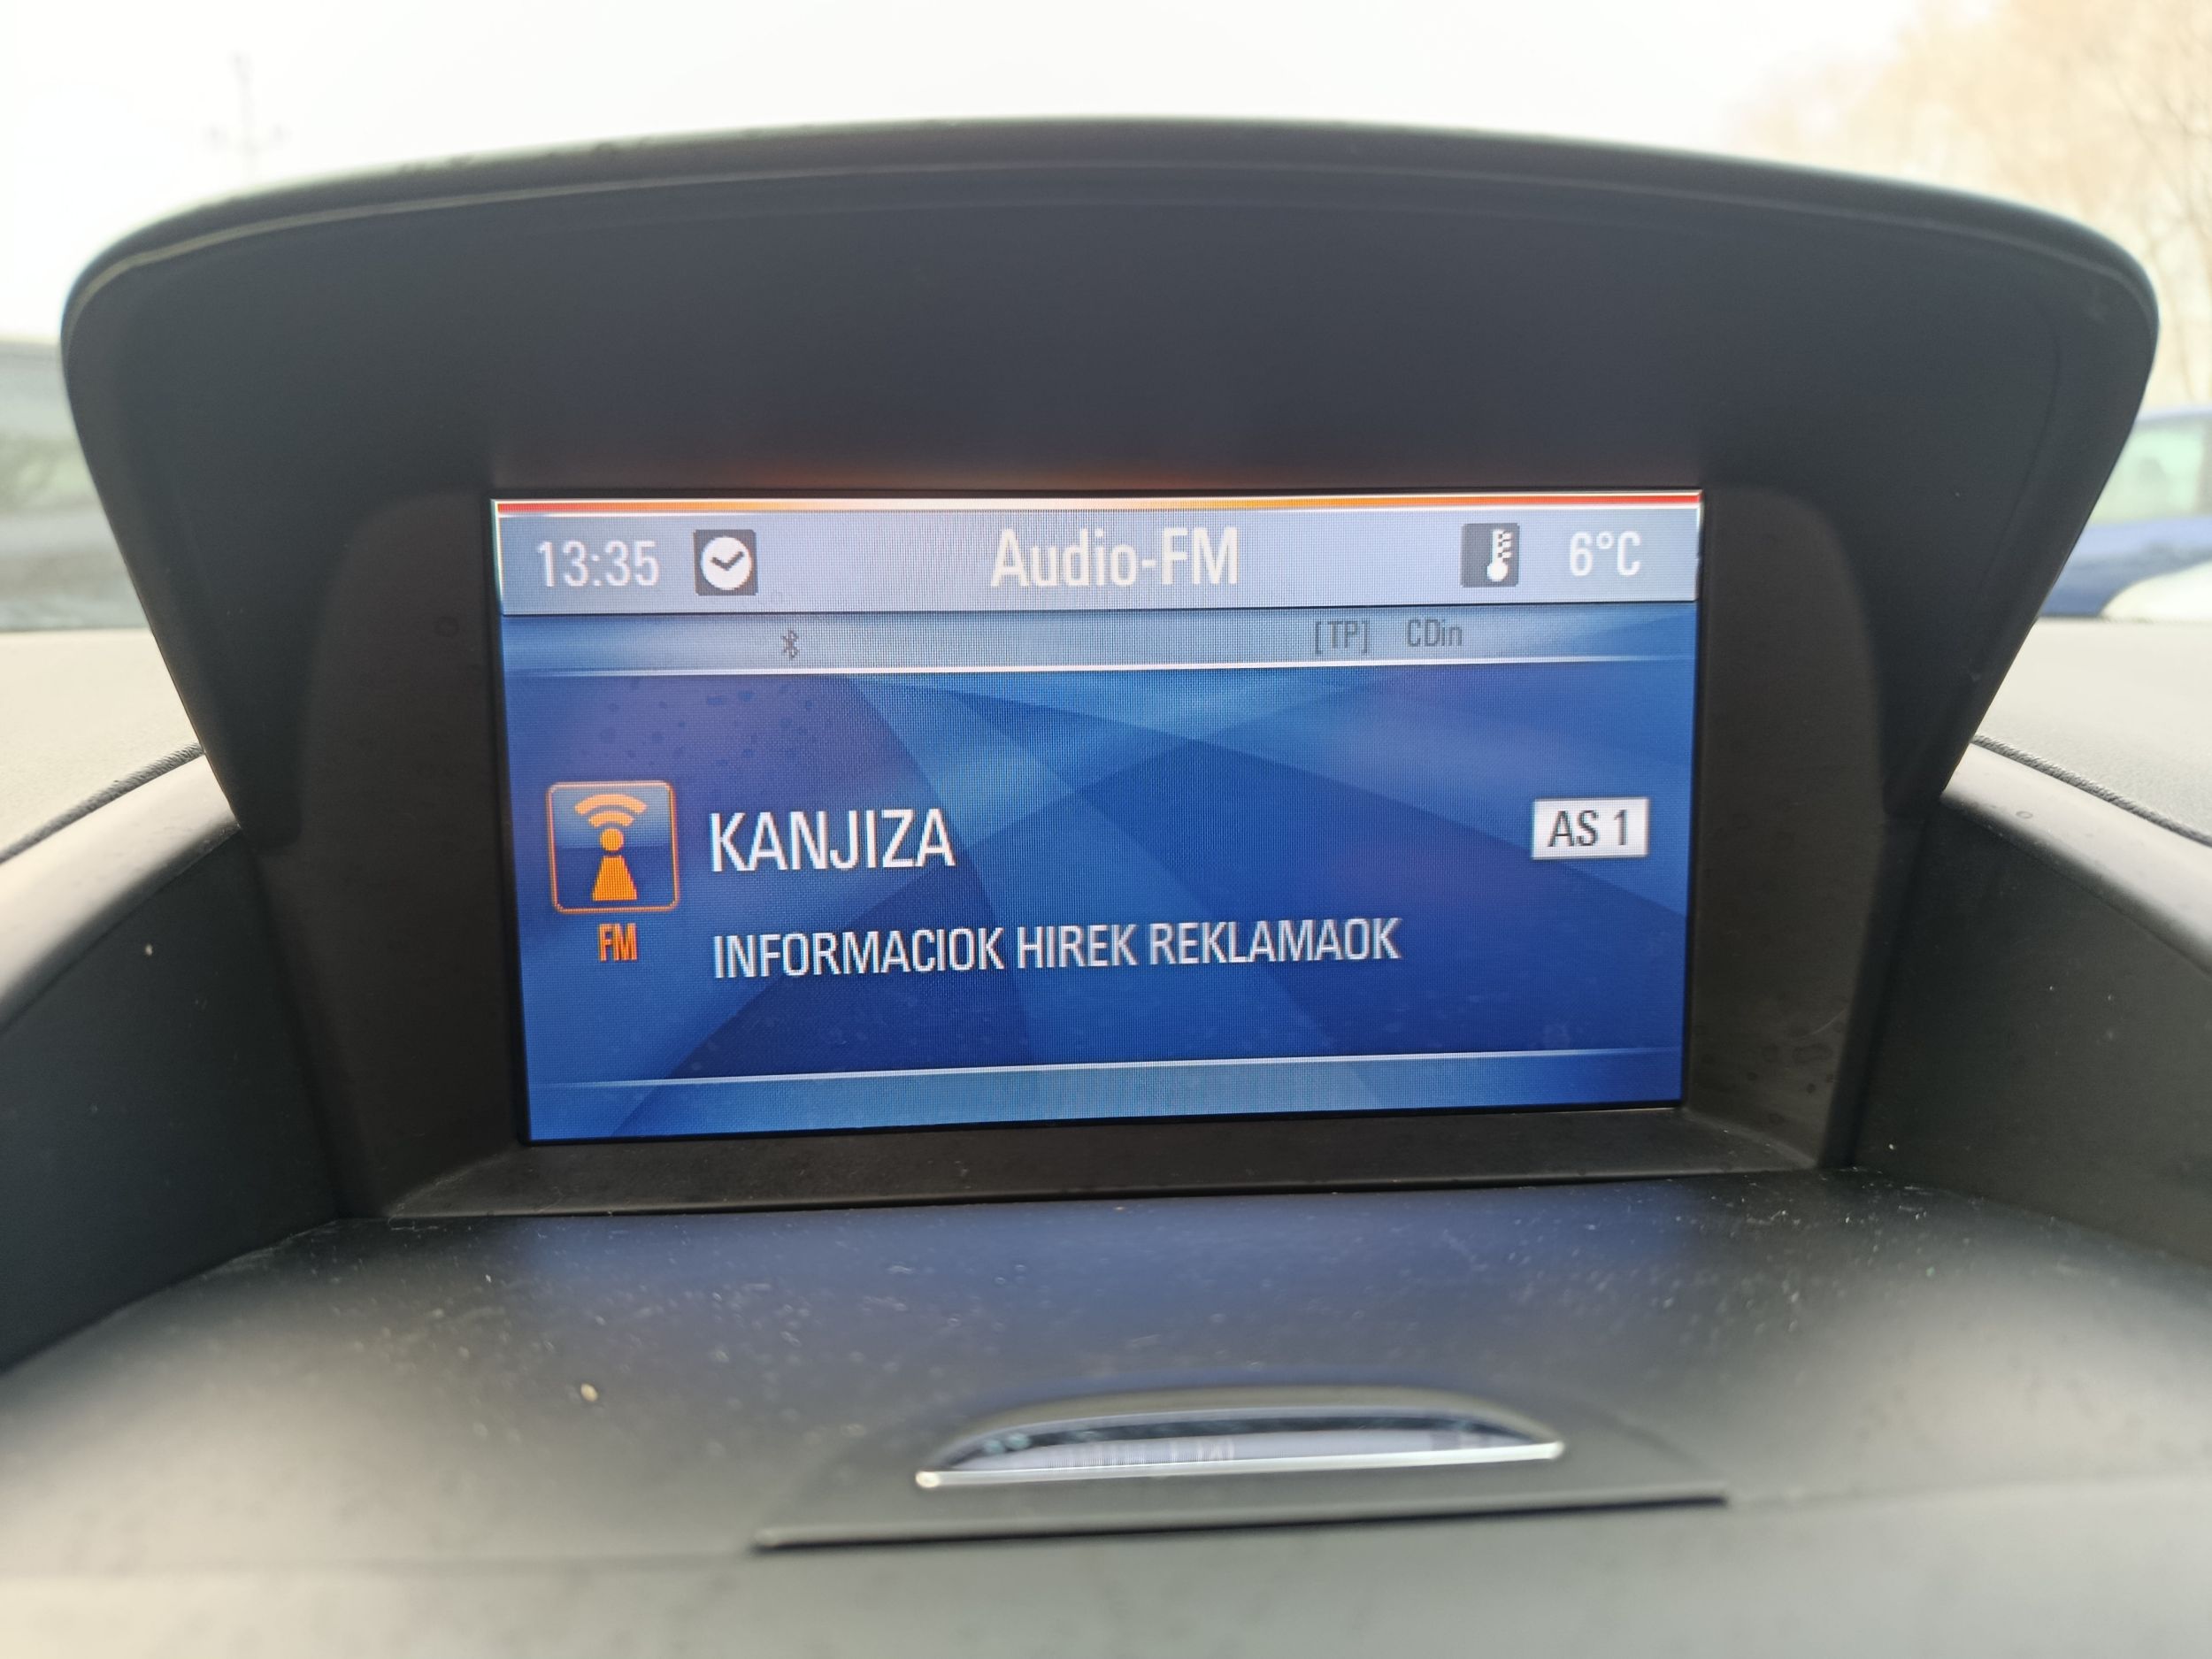 13:35 Audio-FM 6°C
[TP] CDin
KANJIZA AS 1
FM INFORMACIOK HIREK REKLAMAOK